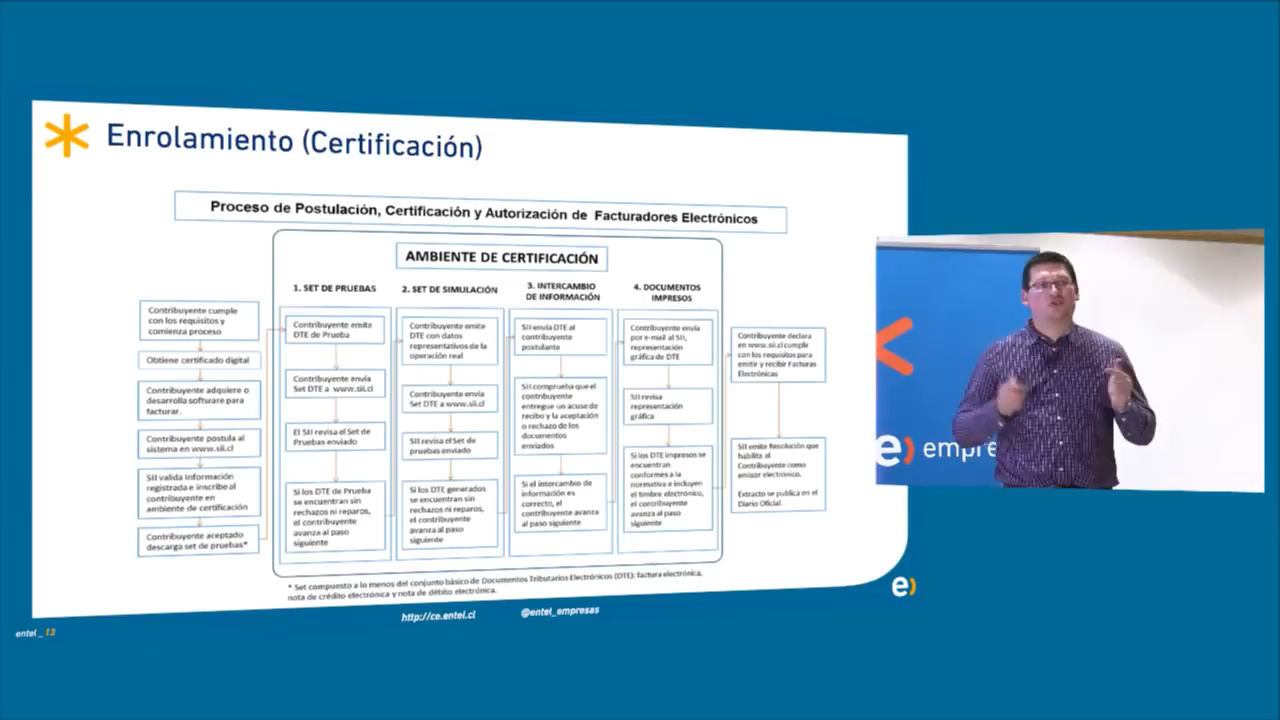 Enrolamiento (Certificación)
Proceso de Postulación, Certificación y Autorización de Facturadores Electrónicos
AMBIENTE DE CERTIFICACIÓN
Contribuyente cumple
con los requisitos y
comienza proceso
Obtiene certificado digital
Contribuyente adquiere o
desarrolla software para
facturar.
Contribuyente postula al
sistema en www.sii.cl
SII valida Información
registrada e inscribe al
contribuyente en
ambiente de certificación
Contribuyente aceptado
descarga set de pruebas*
1. SET DE PRUEBAS
Contribuyente emite
DTE de Prueba
Contribuyente envía
Set DTE a www.sii.cl
El SII revisa el Set de
Pruebas enviado
Si los DTE de Prueba
se encuentran sin
rechazos ni reparos,
el contribuyente
avanza al paso
siguiente
2. SET DE SIMULACIÓN
Contribuyente emite
DTE con datos
representativos de la
operación real
Contribuyente envía
Set DTE a www.sii.cl
SII revisa el Set de
pruebas enviado
Si los DTE generados
se encuentran sin
rechazos ni reparos,
el contribuyente
avanza al paso
siguiente
3. INTERCAMBIO
DE INFORMACIÓN
SII envía DTE al
contribuyente
postulante
SII comprueba que el
contribuyente
entregue un acuse de
recibo y la aceptación
o rechazo de los
documentos
enviados
Si el intercambio de
información es
correcto, el
contribuyente avanza
al paso siguiente
4. DOCUMENTOS
IMPRESOS
Contribuyente envía
por e-mail al SII,
representación
gráfica de DTE
SII revisa
representación
gráfica
Si los DTE impresos se
encuentran
conformes a la
normativa e incluyen
el timbre electrónico,
el contribuyente
avanza al paso
siguiente
Contribuyente declara
en www.sii.cl cumplir
con los requisitos para
emitir y recibir Facturas
Electrónicas
SII emite Resolución que
habilita al
Contribuyente como
emisor electrónico.
Extracto se publica en el
Diario Oficial.
* Set compuesto a lo menos del conjunto básico de Documentos Tributarios Electrónicos (DTE): factura electrónica,
nota de crédito electrónica y nota de débito electrónica.
http://ce.entel.cl
@entel_empresas
entel _ 13
e)
e) empre